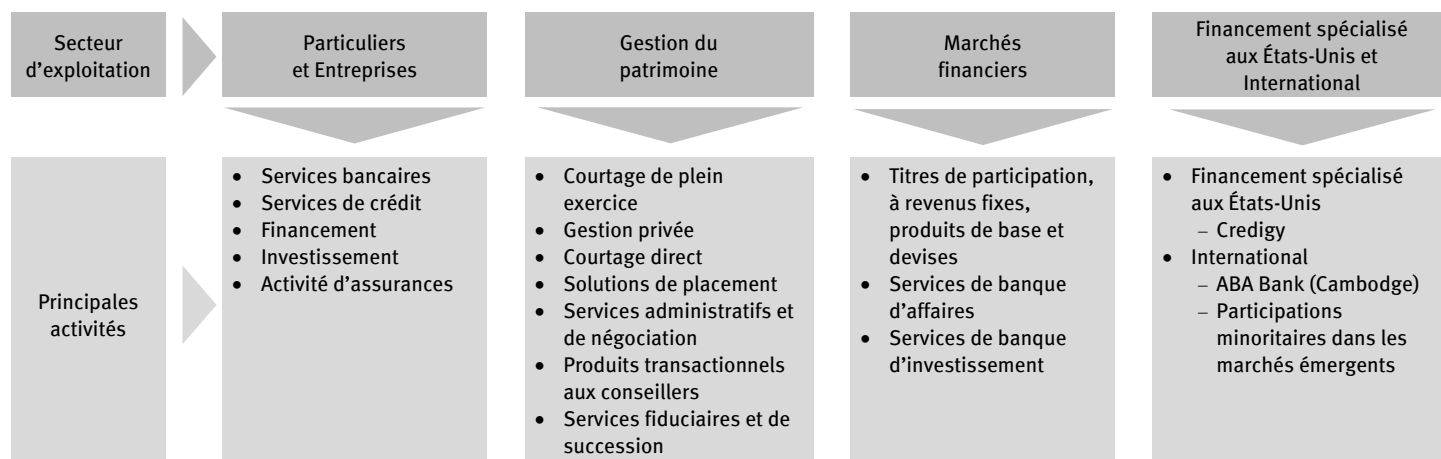 Secteur
d'exploitation
Particuliers
et Entreprises
Gestion du
patrimoine
Marchés
financiers
Financement spécialisé
aux États-Unis et
International
Principales
activités
• Services bancaires
• Services de crédit
• Financement
• Investissement
• Activité d'assurances
• Courtage de plein
exercice
• Gestion privée
• Courtage direct
• Solutions de placement
• Services administratifs et
de négociation
• Produits transactionnels
aux conseillers
• Services fiduciaires et de
succession
• Titres de participation,
à revenus fixes,
produits de base et
devises
• Services de banque
d'affaires
• Services de banque
d'investissement
• Financement spécialisé
aux États-Unis
– Credigy
• International
– ABA Bank (Cambodge)
– Participations
minoritaires dans les
marchés émergents